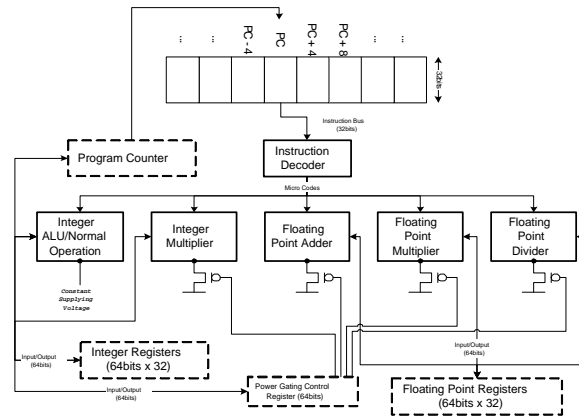 ... ... PC - 4 PC PC + 4 PC + 8 ... ...
32bits
Instruction Bus
(32bits)
Program Counter
Instruction
Decoder
Micro Codes
Integer
ALU/Normal
Operation
Integer
Multiplier
Floating
Point Adder
Floating
Point
Multiplier
Floating
Point
Divider
Constant
Supplying
Voltage
Input/Output
(64bits)
Integer Registers
(64bits x 32)
Input/Output
(64bits)
Power Gating Control
Register (64bits)
Input/Output
(64bits)
Floating Point Registers
(64bits x 32)